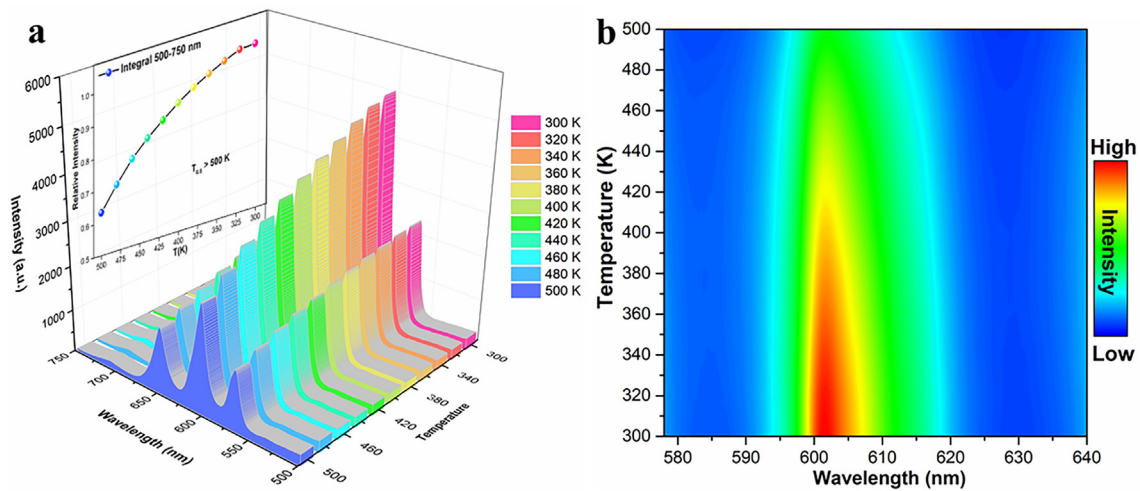 a
Integral 500-750 nm
1.0
0.9
0.8
0.7
0.6
0.5
Relative Intensity
T0.5 > 500 K
500 475 450 425 400 375 350 325 300
T(K)
6000
5000
4000
3000
2000
1000
Intensity (a.u.)
750
700
650
600
550
500
Wavelength (nm)
500
460
420
380
340
300
Temperature
300 K
320 K
340 K
360 K
380 K
400 K
420 K
440 K
460 K
480 K
500 K
b
500
480
460
440
420
400
380
360
340
320
300
Temperature (K)
580 590 600 610 620 630 640
Wavelength (nm)
High
Intensity
Low